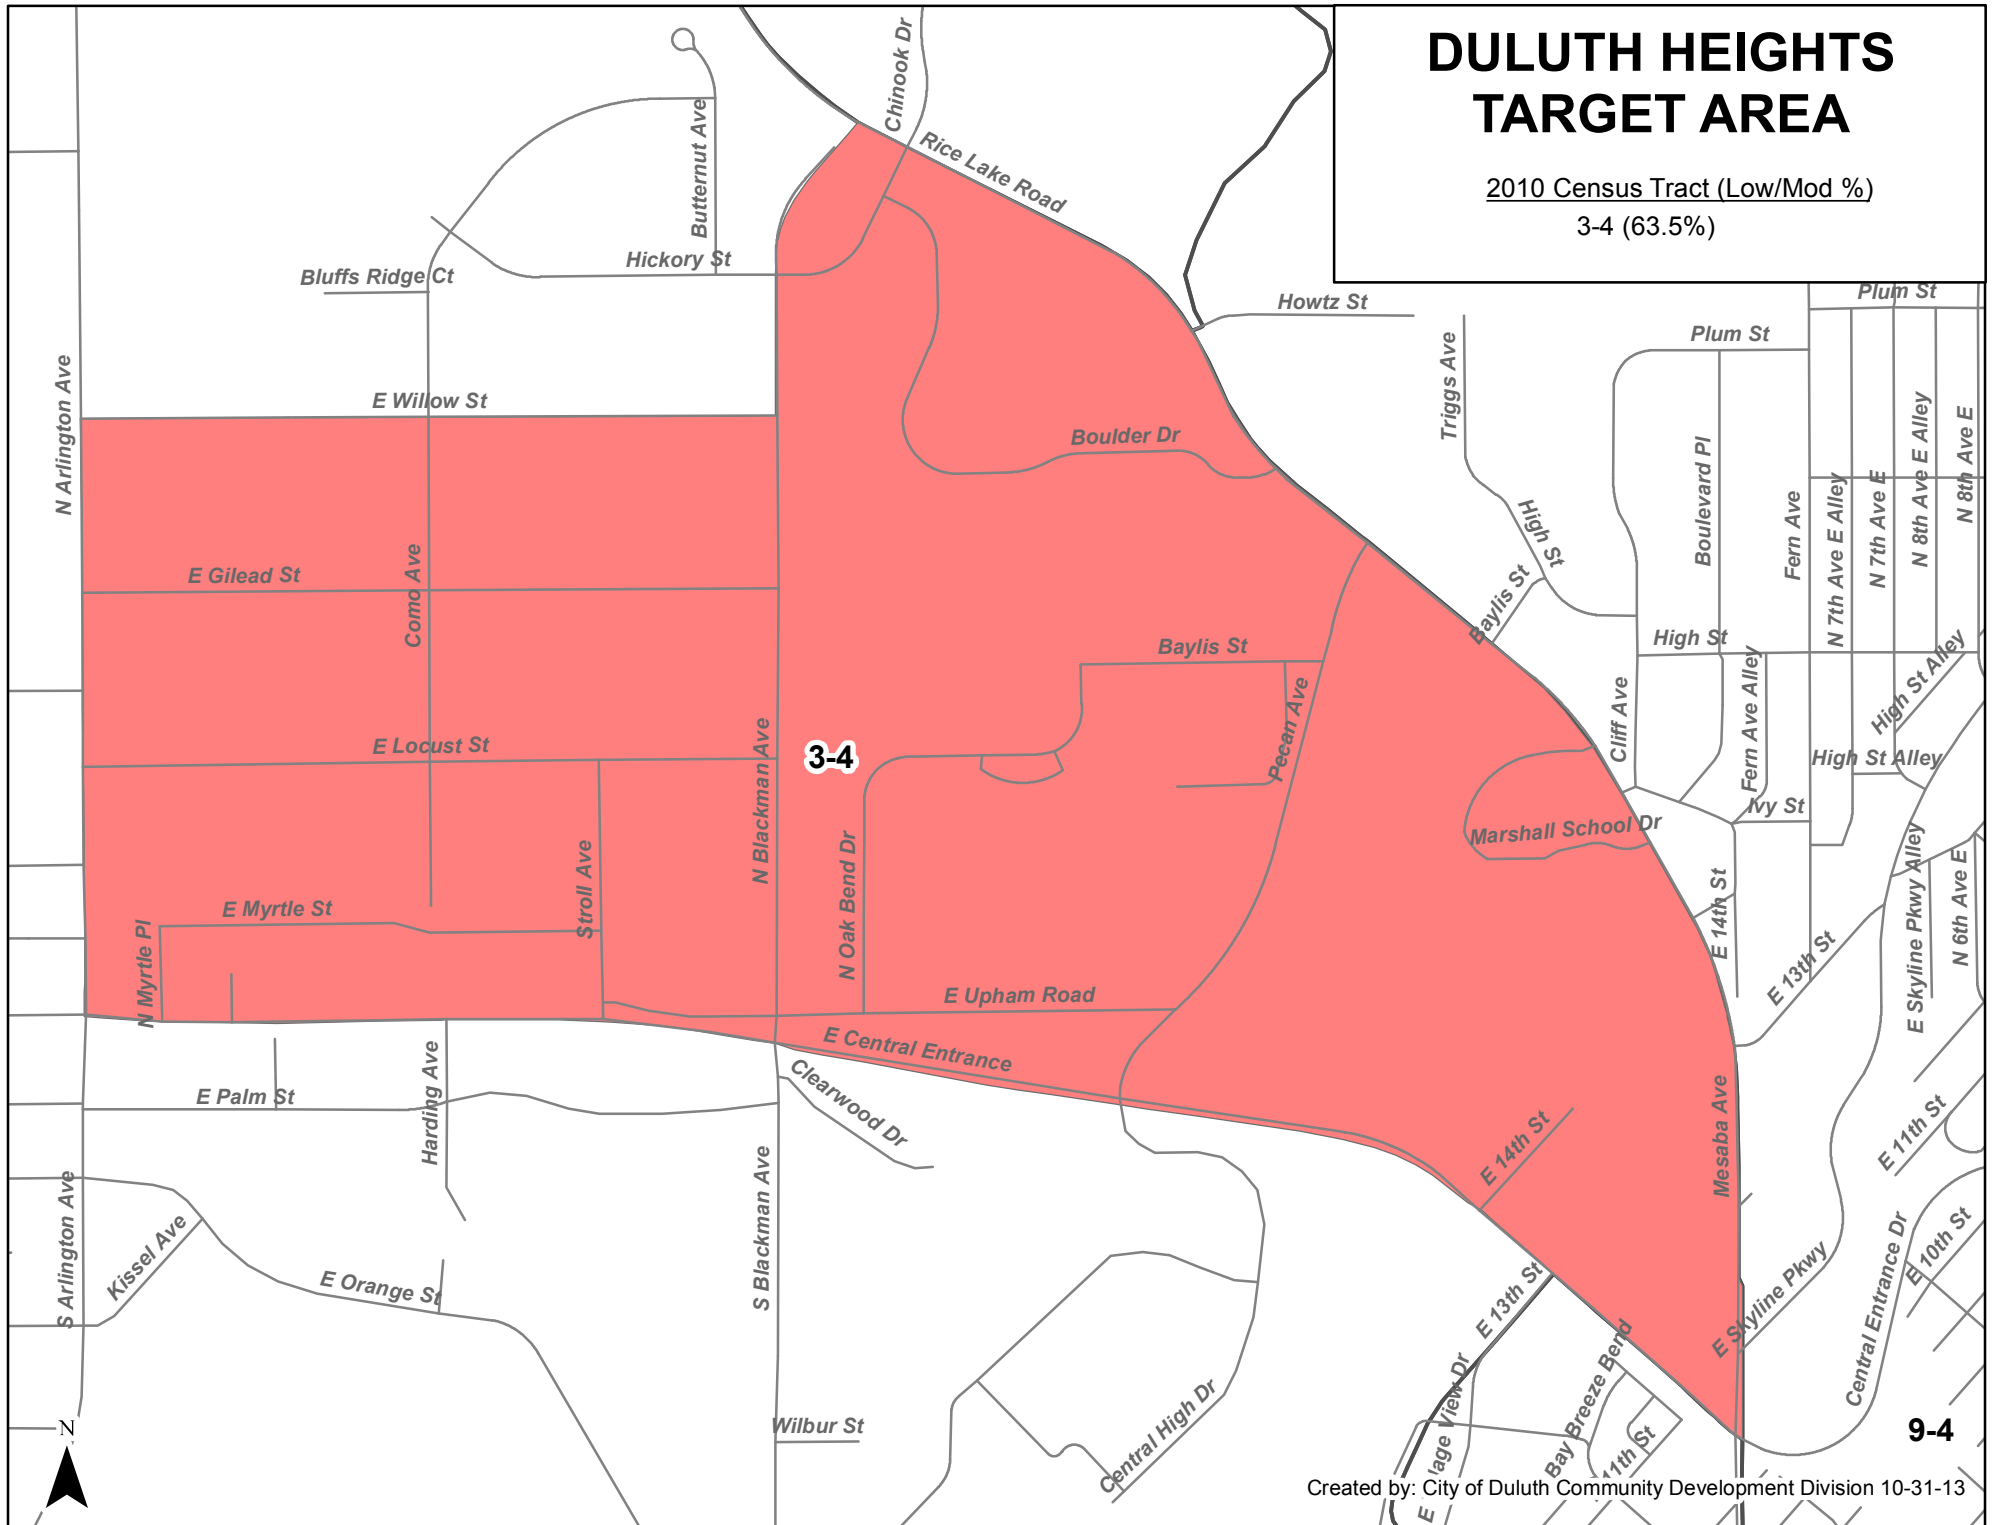 DULUTH HEIGHTS
TARGET AREA
2010 Census Tract (Low/Mod %)
3-4 (63.5%)
Chinook Dr
Rice Lake Road
Butternut Ave
Hickory St
Bluffs Ridge Ct
Howtz St
Plum St
Plum St
Triggs Ave
N Arlington Ave
E Willow St
Boulder Dr
High St
Boulevard Pl
Fern Ave
N 7th Ave E Alley
N 7th Ave E
N 8th Ave E Alley
N 8th Ave E
E Gilead St
Como Ave
Baylis St
Baylis St
High St
High St Alley
Cliff Ave
Fern Ave Alley
High St Alley
E Locust St
N Blackman Ave
3-4
Pecan Ave
Ivy St
Marshall School Dr
Stroll Ave
N Oak Bend Dr
E Myrtle St
N Myrtle Pl
E 14th St
E 13th St
E Skyline Pkwy Alley
N 6th Ave E
E Upham Road
E Central Entrance
Clearwood Dr
Harding Ave
E Palm St
E 14th St
Mesaba Ave
E 11th St
S Arlington Ave
Kissel Ave
E Orange St
S Blackman Ave
E 13th St
E Skyline Pkwy
Central Entrance Dr
E 10th St
Bay Breeze Bend
Wilbur St
Central High Dr
11th St
9-4
N
Created by: City of Duluth Community Development Division 10-31-13